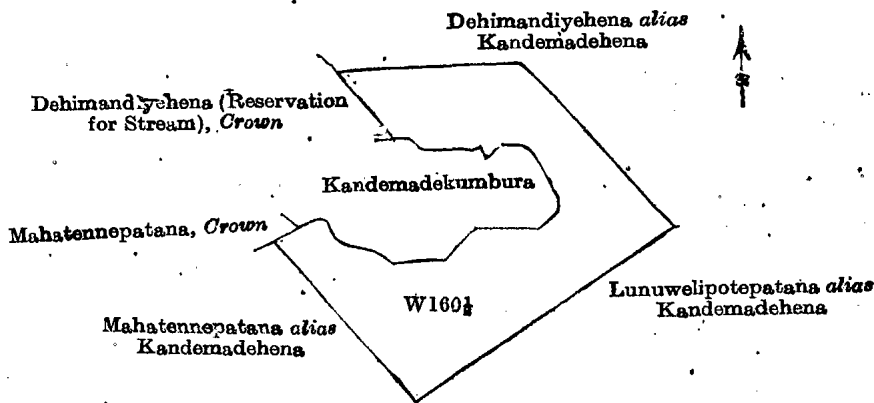 Dehimandiyehena alias
Kandemadehena
Dehimandiyehena (Reservation
for Stream), Crown
Kandemadekumbura
Mahatennepatana, Crown
W160½
Lunuwelipotepatana alias
Kandemadehena
Mahatennepatana alias
Kandemadehena